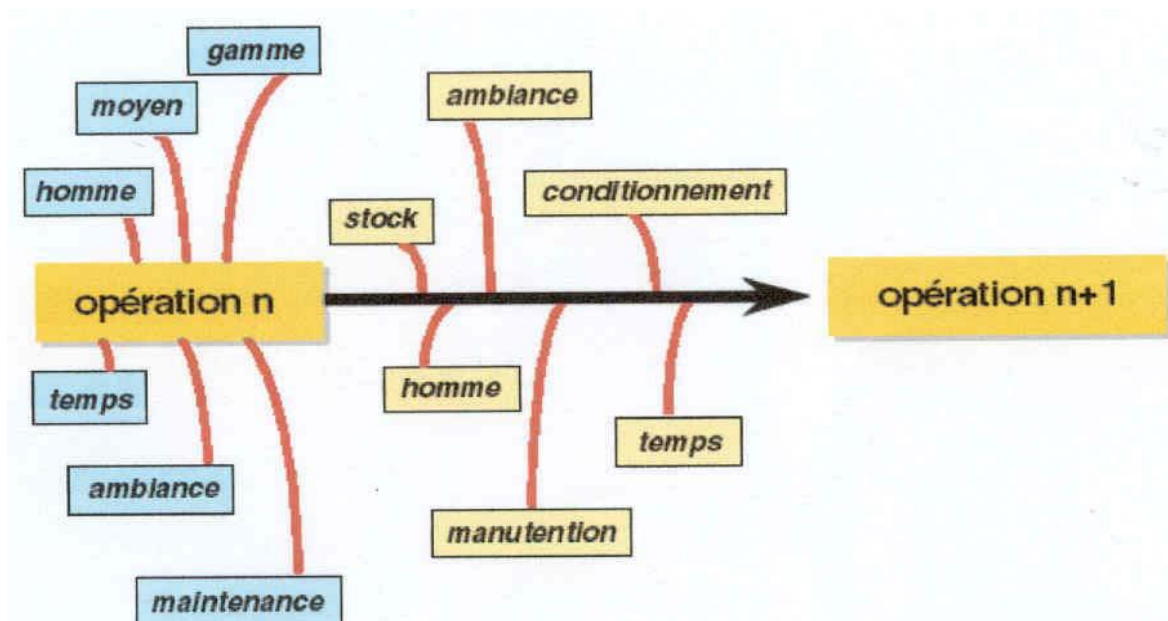 gamme
moyen
ambiance
homme
conditionnement
stock
opération n
opération n+1
temps
homme
temps
ambiance
manutention
maintenance